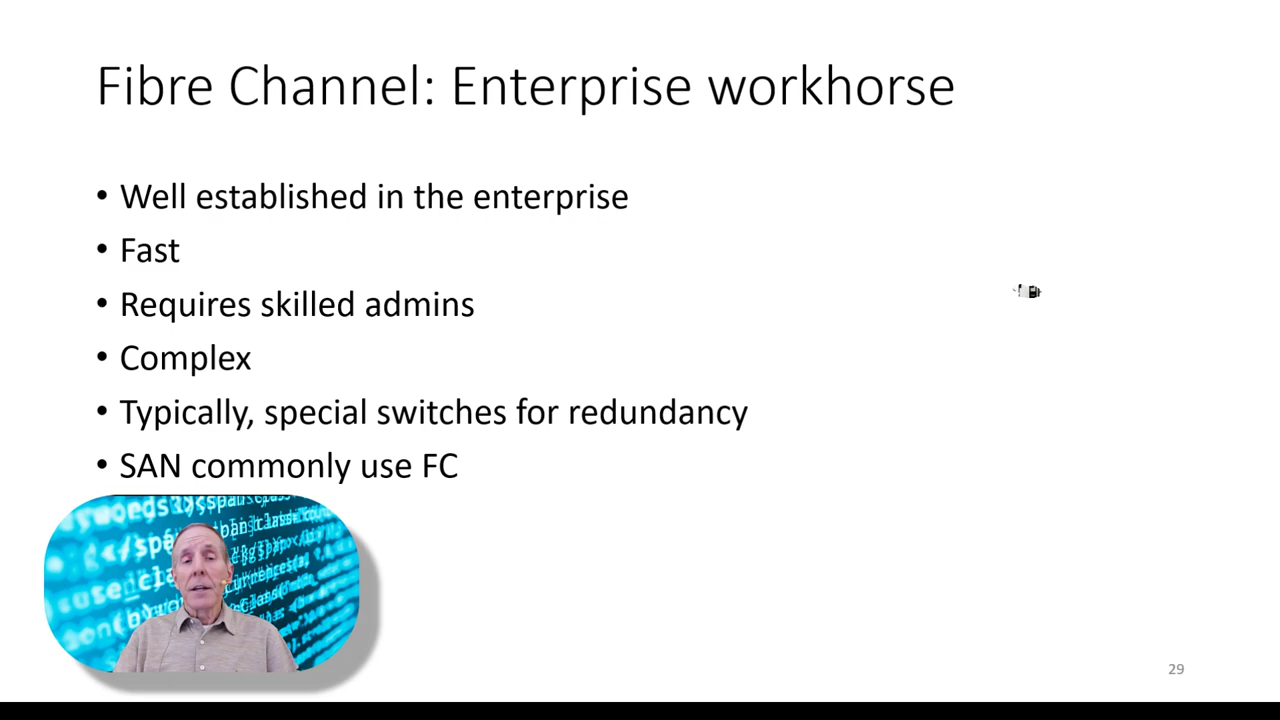 Fibre Channel: Enterprise workhorse
• Well established in the enterprise
• Fast
• Requires skilled admins
• Complex
• Typically, special switches for redundancy
• SAN commonly use FC
29